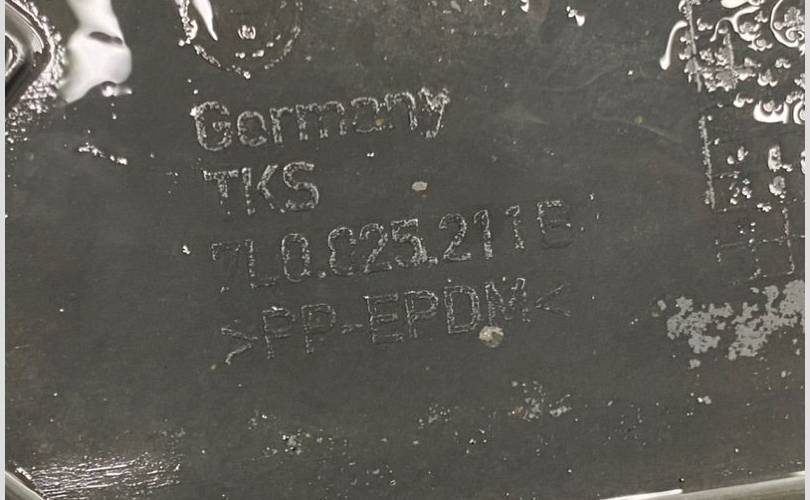 Germany
TKS
7L0.825.211B
>PP-EPDM<